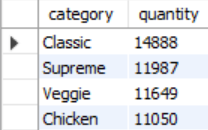 category quantity
Classic 14888
Supreme 11987
Veggie 11649
Chicken 11050